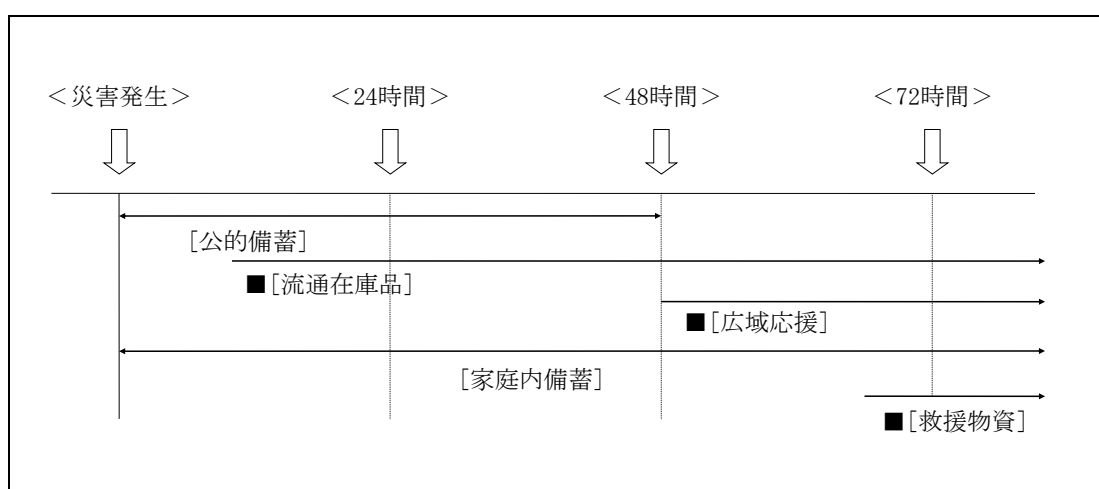 ＜災害発生＞ ＜24時間＞ ＜48時間＞ ＜72時間＞
［公的備蓄］
■［流通在庫品］
■［広域応援］
［家庭内備蓄］
■［救援物資］